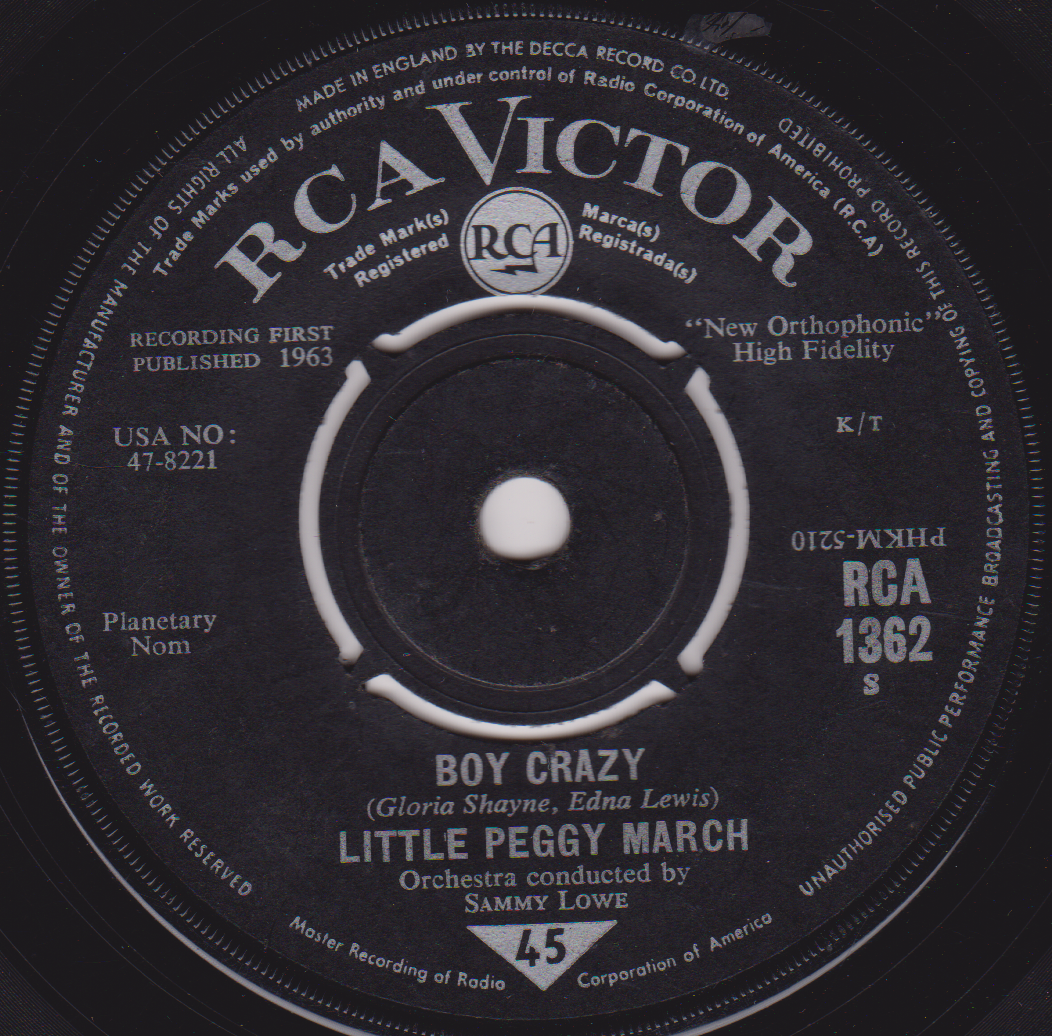 MADE IN ENGLAND BY THE DECCA RECORD CO. LTD.
Trade Marks used by authority and under control of Radio Corporation of America (R.C.A)
RCA VICTOR
Trade Mark(s)
Registered
RCA
Marca(s)
Registrada(s)
RECORDING FIRST
PUBLISHED 1963
"New Orthophonic"
High Fidelity
USA NO:
47-8221
K/T
PHKM-5210
RCA
1362
S
Planetary
Nom
BOY CRAZY
(Gloria Shayne, Edna Lewis)
LITTLE PEGGY MARCH
Orchestra conducted by
SAMMY LOWE
45
Master Recording of Radio Corporation of America
ALL RIGHTS OF THE MANUFACTURER AND OF THE OWNER OF THE RECORDED WORK RESERVED
UNAUTHORISED PUBLIC PERFORMANCE BROADCASTING AND COPYING OF THIS RECORD PROHIBITED